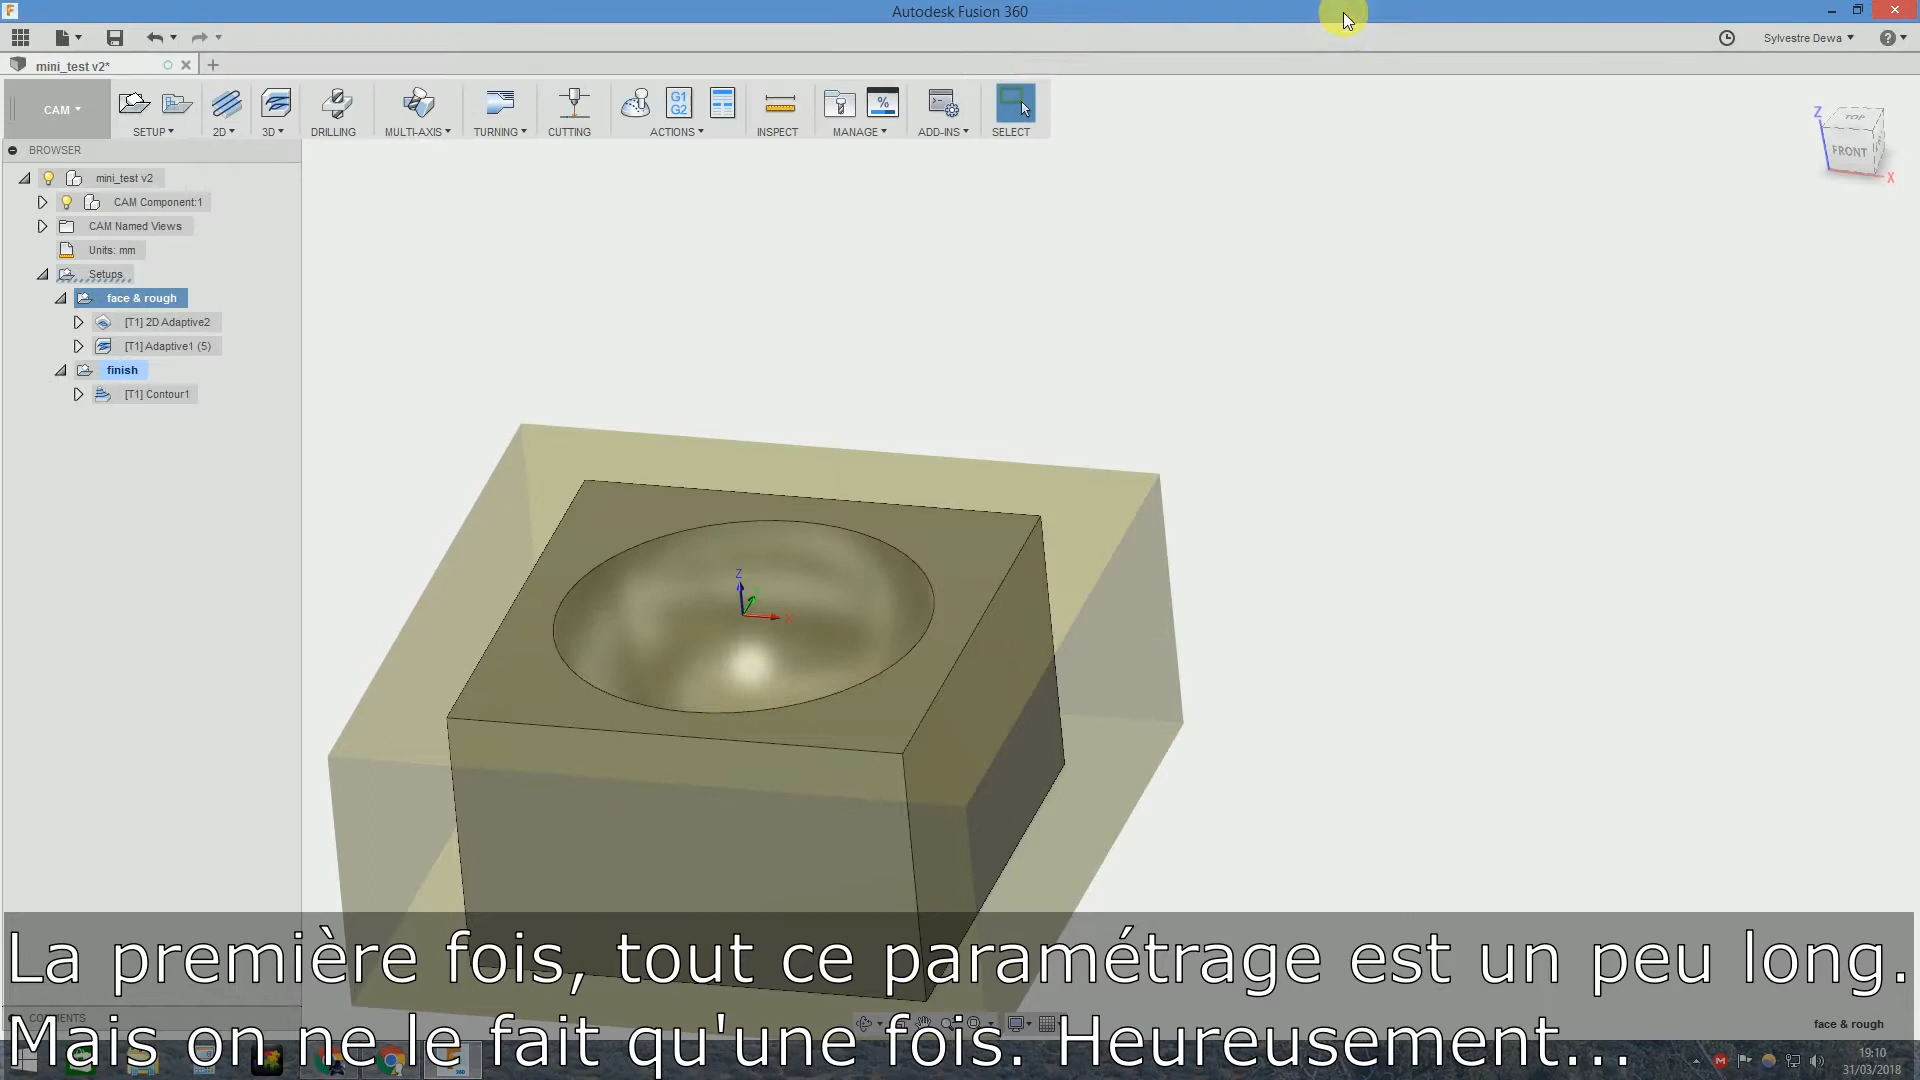 Autodesk Fusion 360
Sylvestre Dewa
mini_test v2*
CAM
SETUP
2D
3D
DRILLING
MULTI-AXIS
TURNING
CUTTING
G1
G2
ACTIONS
INSPECT
%
MANAGE
ADD-INS
SELECT
Z
TOP
FRONT
X
BROWSER
mini_test v2
CAM Component:1
CAM Named Views
Units: mm
Setups
face & rough
[T1] 2D Adaptive2
[T1] Adaptive1 (5)
finish
[T1] Contour1
Z
X
La première fois, tout ce paramétrage est un peu long.
COMMENTS
face & rough
Mais on ne le fait qu'une fois. Heureusement...
19:10
31/03/2018